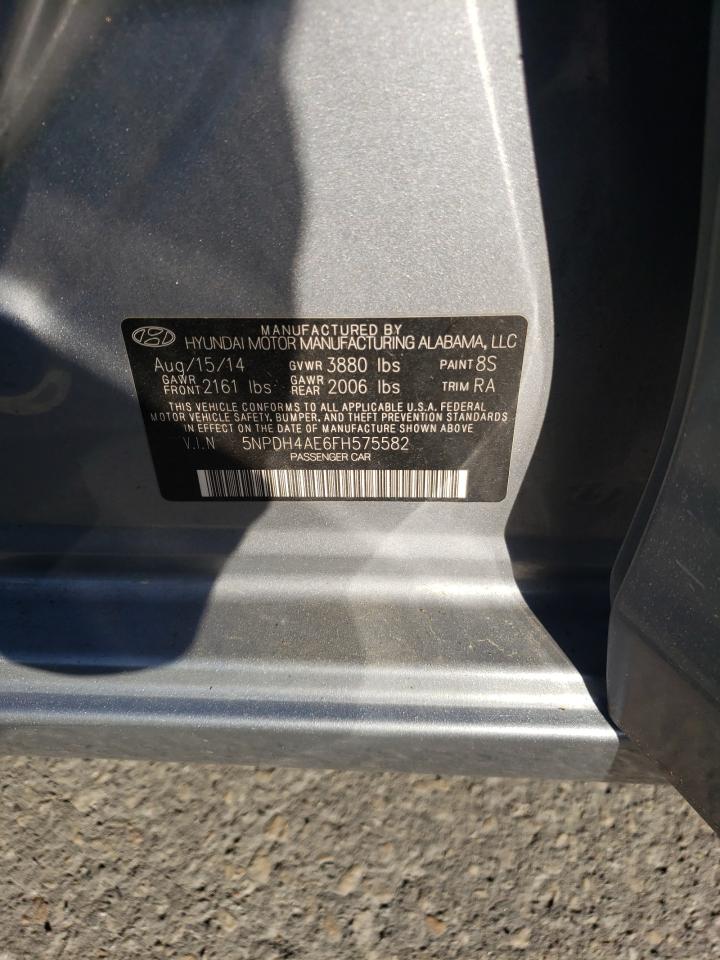 MANUFACTURED BY
HYUNDAI MOTOR MANUFACTURING ALABAMA, LLC
Aug/15/14 GVWR 3880 lbs PAINT 8S
GAWR FRONT 2161 lbs GAWR REAR 2006 lbs TRIM RA
THIS VEHICLE CONFORMS TO ALL APPLICABLE U.S.A. FEDERAL
MOTOR VEHICLE SAFETY, BUMPER, AND THEFT PREVENTION STANDARDS
IN EFFECT ON THE DATE OF MANUFACTURE SHOWN ABOVE
V.I.N 5NPDH4AE6FH575582
PASSENGER CAR